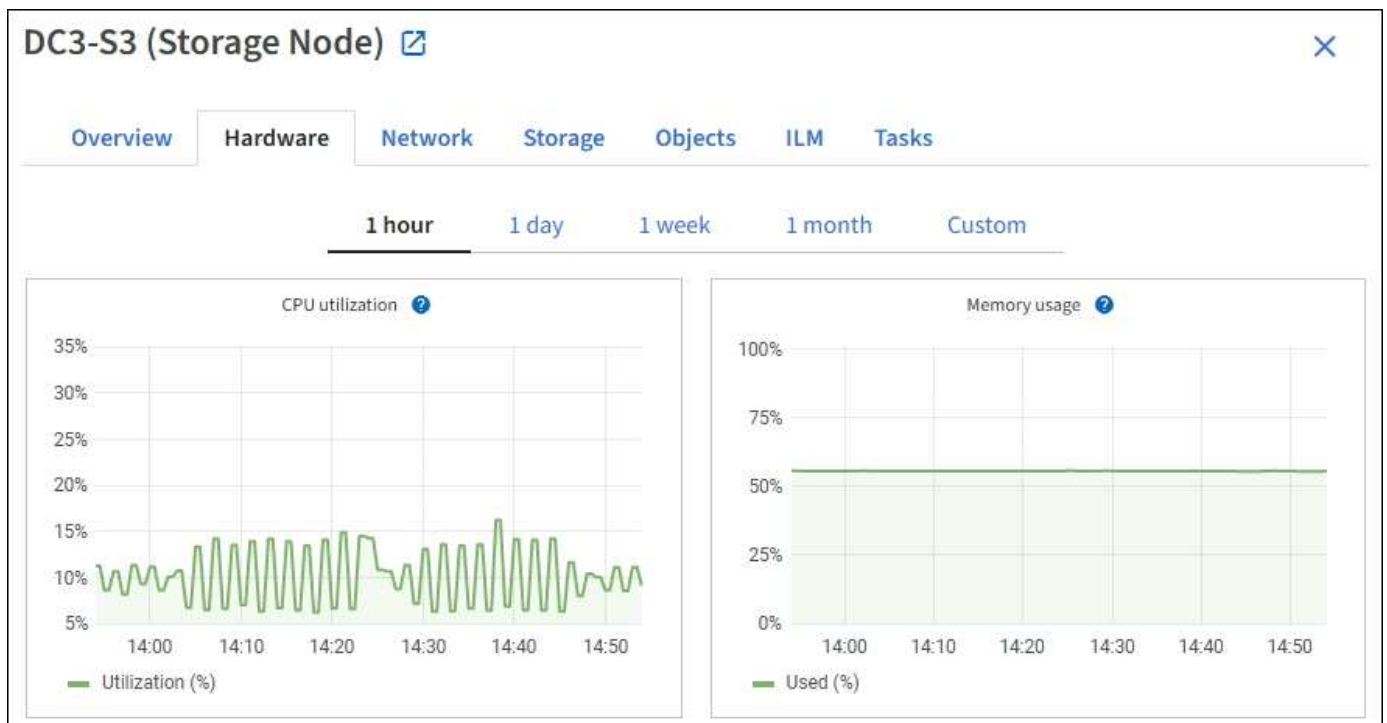 DC3-S3 (Storage Node)
Overview Hardware Network Storage Objects ILM Tasks
1 hour 1 day 1 week 1 month Custom
CPU utilization ?
35%
30%
25%
20%
15%
10%
5%
14:00 14:10 14:20 14:30 14:40 14:50
Utilization (%)
Memory usage ?
100%
75%
50%
25%
0%
14:00 14:10 14:20 14:30 14:40 14:50
Used (%)